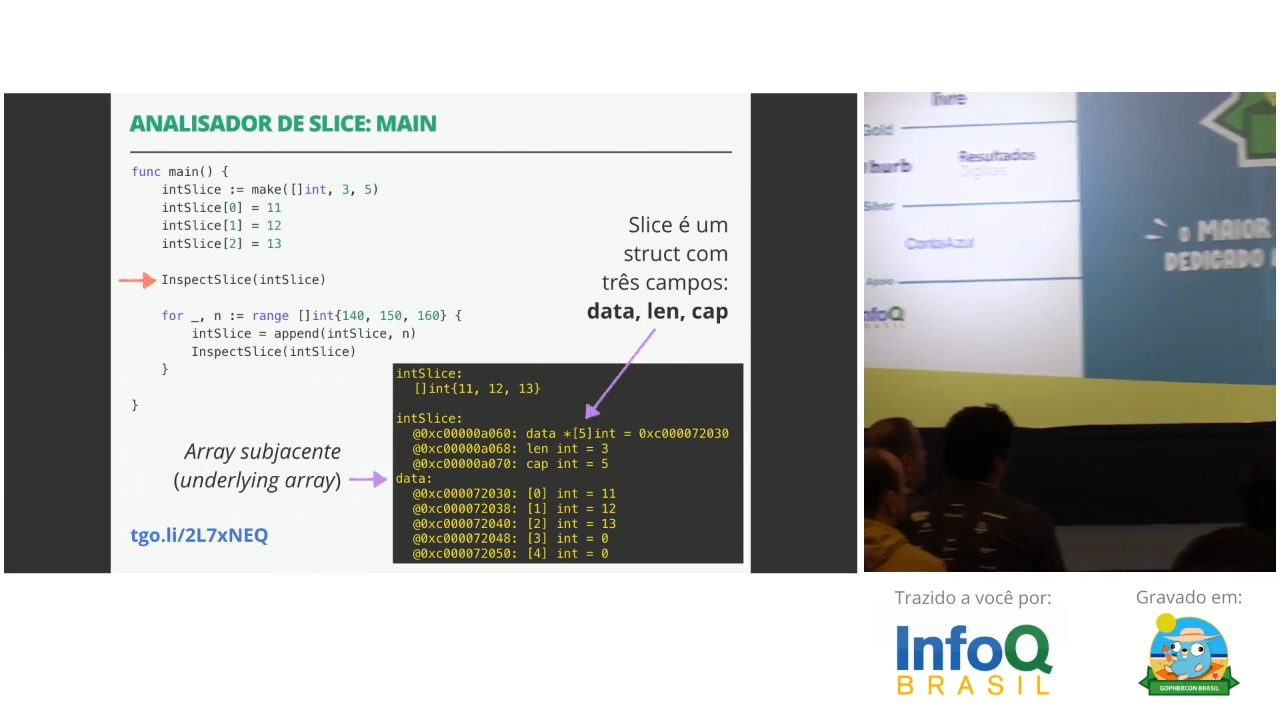 ANALISADOR DE SLICE: MAIN
func main() {
    intSlice := make([]int, 3, 5)
    intSlice[0] = 11
    intSlice[1] = 12
    intSlice[2] = 13
    InspectSlice(intSlice)
    for _, n := range []int{140, 150, 160} {
        intSlice = append(intSlice, n)
        InspectSlice(intSlice)
    }
}
Slice é um
struct com
três campos:
data, len, cap
intSlice:
  []int{11, 12, 13}
intSlice:
  @0xc00000a060: data *[5]int = 0xc000072030
  @0xc00000a068: len int = 3
  @0xc00000a070: cap int = 5
data:
  @0xc000072030: [0] int = 11
  @0xc000072038: [1] int = 12
  @0xc000072040: [2] int = 13
  @0xc000072048: [3] int = 0
  @0xc000072050: [4] int = 0
Array subjacente
(underlying array)
tgo.li/2L7xNEQ
livre
Gold
hurb
Resultados
Digitais
Silver
ContaAzul
Apoio
InfoQ
BRASIL
O MAIOR
DEDICADO
Trazido a você por:
InfoQ
BRASIL
Gravado em:
GOPHERCON BRASIL